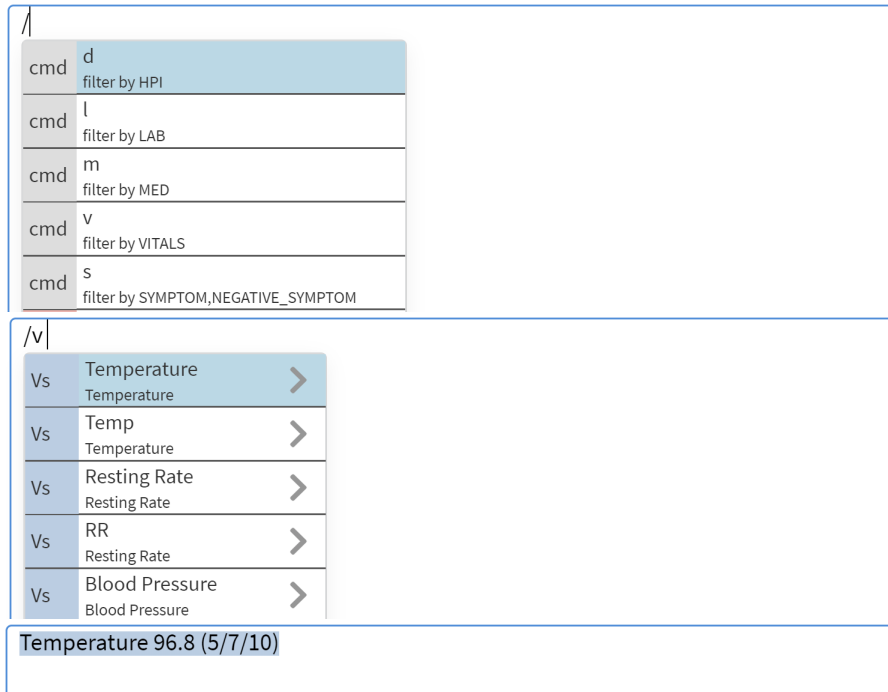 /
cmd
d
filter by HPI
cmd
l
filter by LAB
cmd
m
filter by MED
cmd
v
filter by VITALS
cmd
s
filter by SYMPTOM,NEGATIVE_SYMPTOM
/v
Vs
Temperature
Temperature
Vs
Temp
Temperature
Vs
Resting Rate
Resting Rate
Vs
RR
Resting Rate
Vs
Blood Pressure
Blood Pressure
Temperature 96.8 (5/7/10)